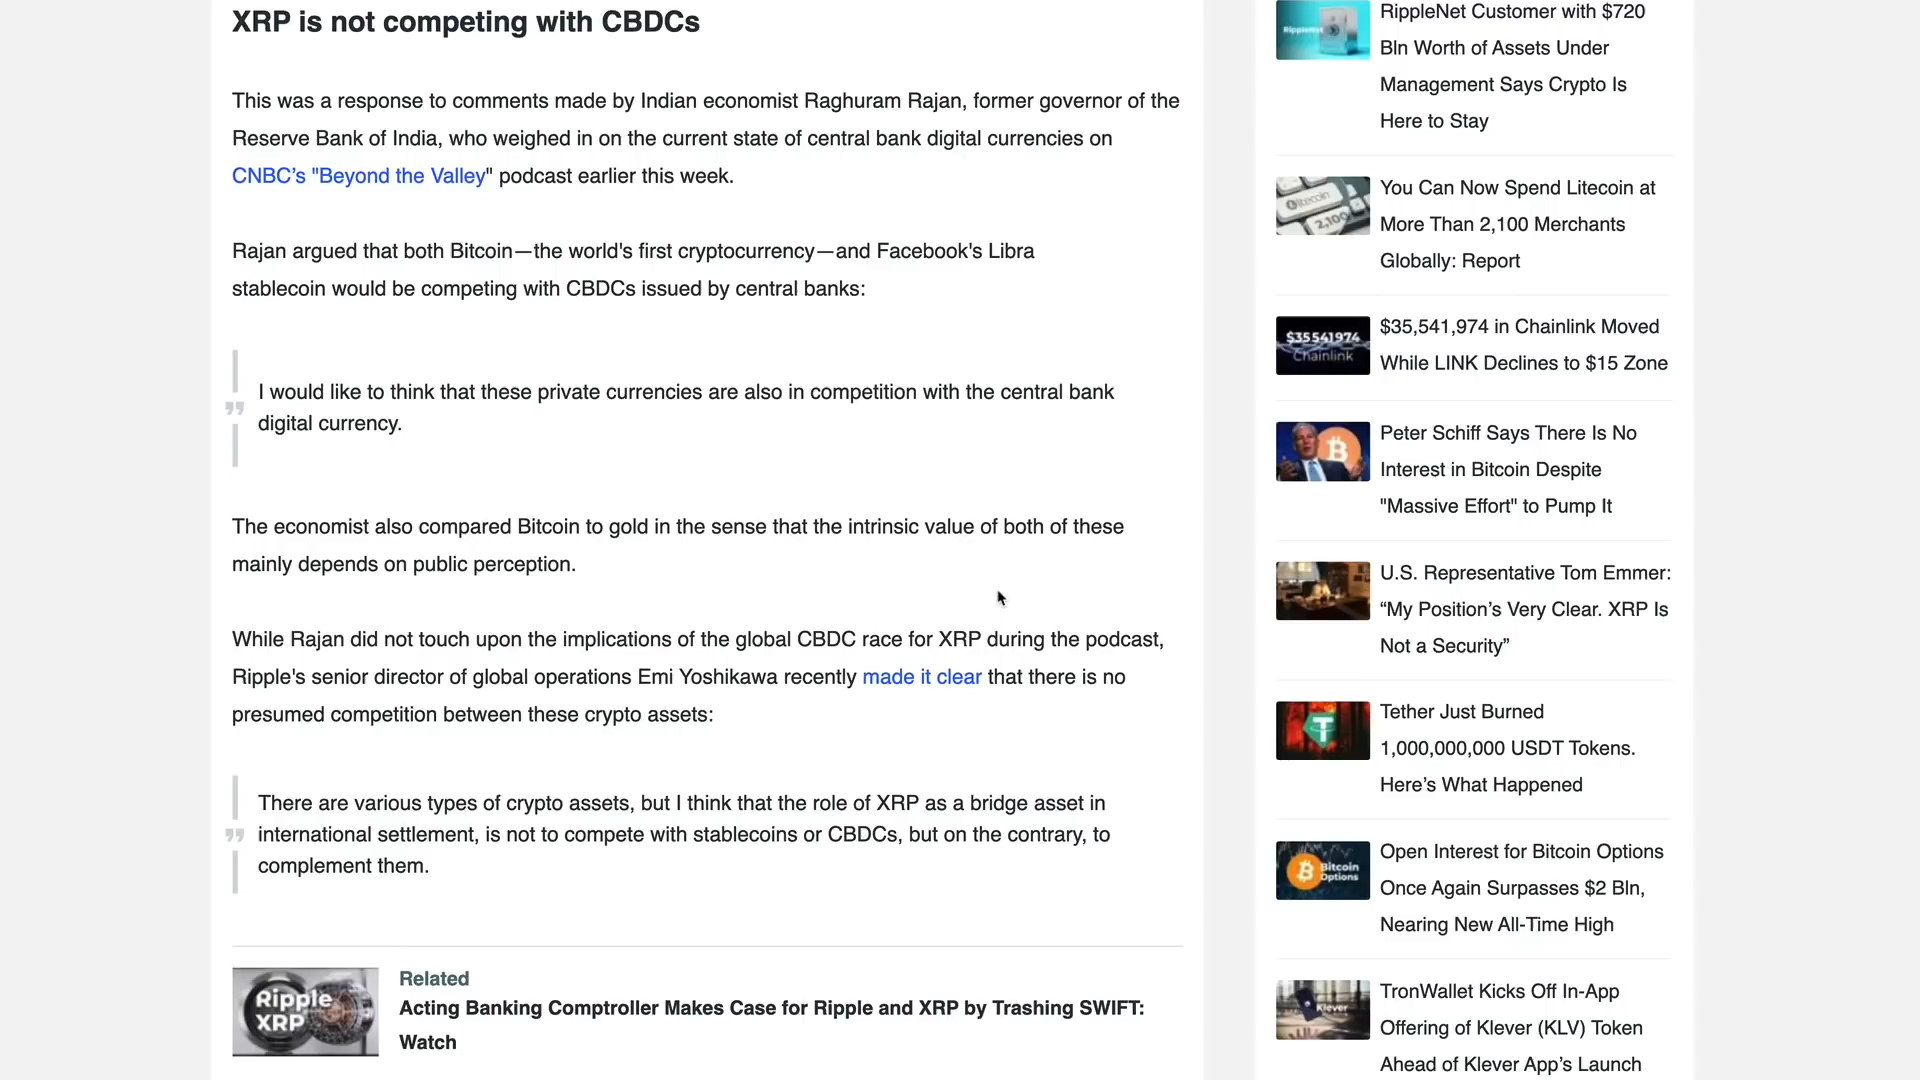 XRP is not competing with CBDCs
This was a response to comments made by Indian economist Raghuram Rajan, former governor of the
Reserve Bank of India, who weighed in on the current state of central bank digital currencies on
CNBC’s "Beyond the Valley" podcast earlier this week.
Rajan argued that both Bitcoin—the world's first cryptocurrency—and Facebook's Libra
stablecoin would be competing with CBDCs issued by central banks:
I would like to think that these private currencies are also in competition with the central bank
digital currency.
The economist also compared Bitcoin to gold in the sense that the intrinsic value of both of these
mainly depends on public perception.
While Rajan did not touch upon the implications of the global CBDC race for XRP during the podcast,
Ripple's senior director of global operations Emi Yoshikawa recently made it clear that there is no
presumed competition between these crypto assets:
There are various types of crypto assets, but I think that the role of XRP as a bridge asset in
international settlement, is not to compete with stablecoins or CBDCs, but on the contrary, to
complement them.
Ripple
XRP
Related
Acting Banking Comptroller Makes Case for Ripple and XRP by Trashing SWIFT:
Watch
RippleNet
RippleNet Customer with $720
Bln Worth of Assets Under
Management Says Crypto Is
Here to Stay
litecoin
2,100
You Can Now Spend Litecoin at
More Than 2,100 Merchants
Globally: Report
$35541974
Chainlink
$35,541,974 in Chainlink Moved
While LINK Declines to $15 Zone
Peter Schiff Says There Is No
Interest in Bitcoin Despite
"Massive Effort" to Pump It
U.S. Representative Tom Emmer:
“My Position’s Very Clear. XRP Is
Not a Security”
Tether Just Burned
1,000,000,000 USDT Tokens.
Here’s What Happened
Bitcoin
Options
Open Interest for Bitcoin Options
Once Again Surpasses $2 Bln,
Nearing New All-Time High
Klever
TronWallet Kicks Off In-App
Offering of Klever (KLV) Token
Ahead of Klever App’s Launch